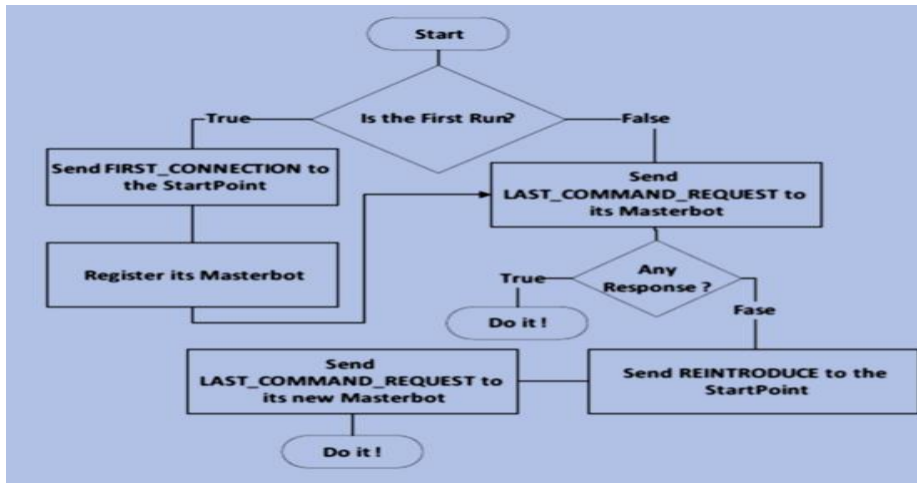 Start
Is the First Run?
True
False
Send FIRST_CONNECTION to
the StartPoint
Send
LAST_COMMAND_REQUEST to
its Masterbot
Register its Masterbot
Any
Response ?
True
Fase
Do it !
Send
LAST_COMMAND_REQUEST to
its new Masterbot
Send REINTRODUCE to the
StartPoint
Do it !